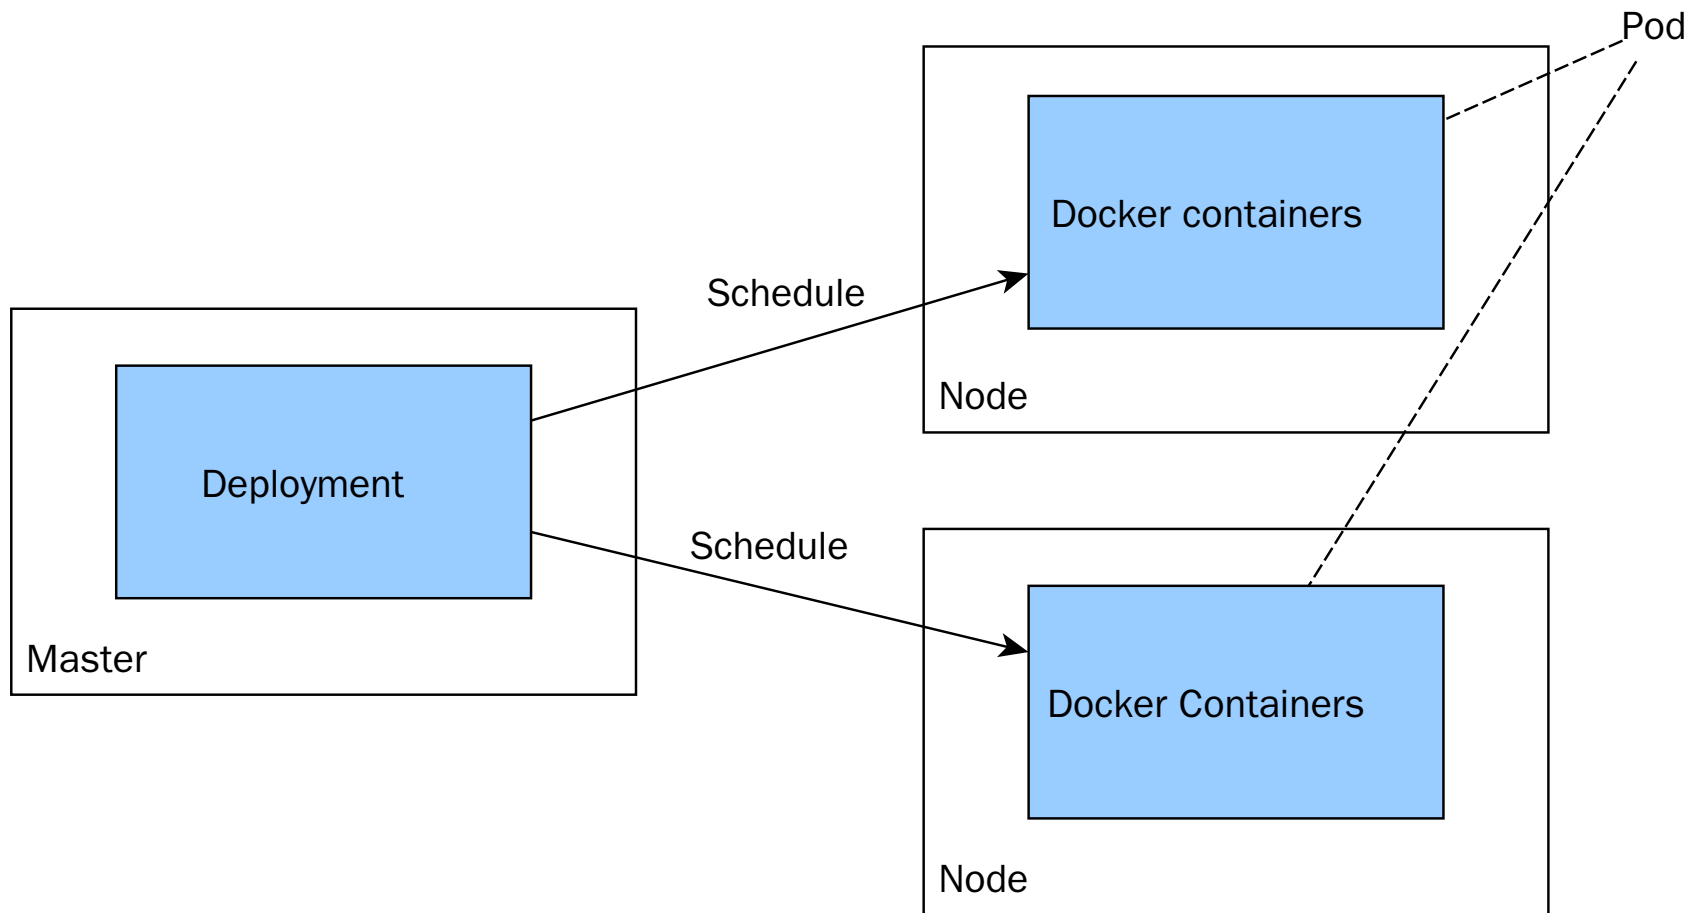 Pod
Docker containers
Schedule
Node
Deployment
Schedule
Master
Docker Containers
Node